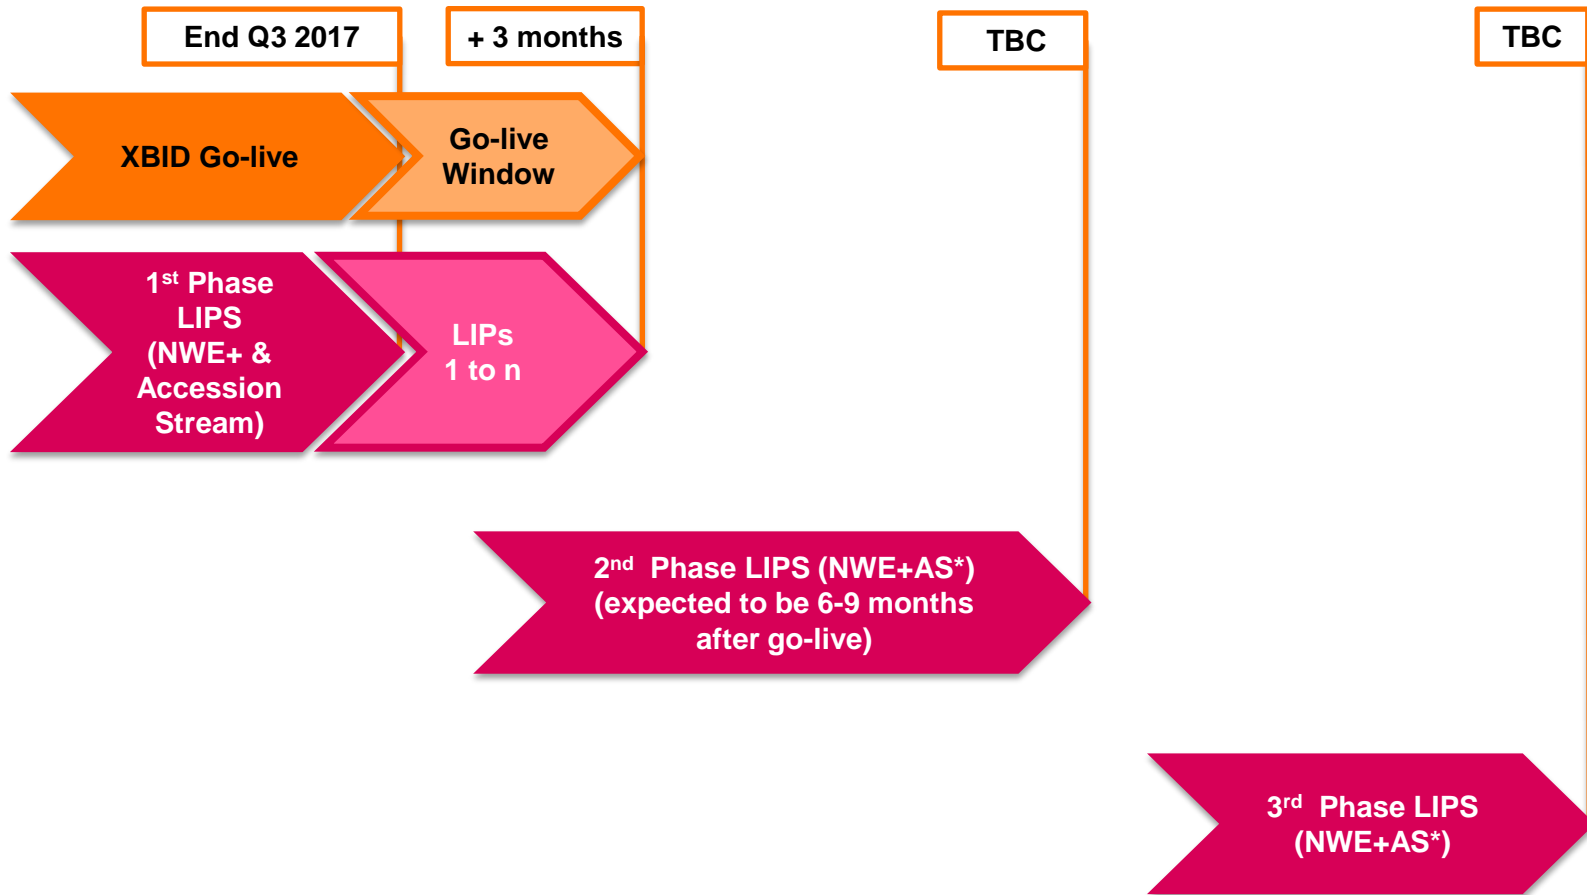 End Q3 2017
+ 3 months
TBC
TBC
XBID Go-live
Go-live
Window
1st Phase
LIPS
(NWE+ &
Accession
Stream)
LIPs
1 to n
2nd Phase LIPS (NWE+AS*)
(expected to be 6-9 months
after go-live)
3rd Phase LIPS
(NWE+AS*)